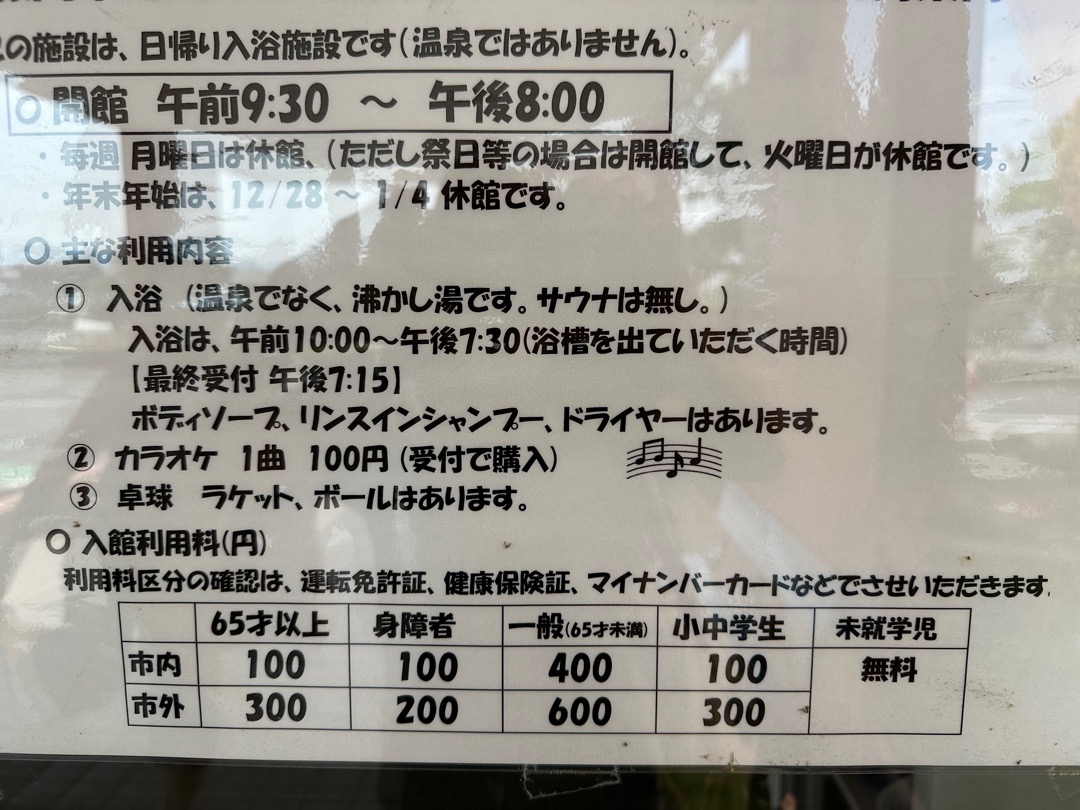 の施設は、日帰り入浴施設です(温泉ではありません)。
○ 開館 午前9:30 ～ 午後8:00
・毎週 月曜日は休館、(ただし祭日等の場合は開館して、火曜日が休館です。)
・年末年始は、12/28 ～ 1/4 休館です。
○ 主な利用内容
① 入浴 (温泉でなく、沸かし湯です。サウナは無し。)
入浴は、午前10:00～午後7:30(浴槽を出ていただく時間)
【最終受付 午後7:15】
ボディソープ、リンスインシャンプー、ドライヤーはあります。
② カラオケ 1曲 100円 (受付で購入)
③ 卓球 ラケット、ボールはあります。
○ 入館利用料(円)
利用料区分の確認は、運転免許証、健康保険証、マイナンバーカードなどでさせいただきます
65才以上 身障者 一般(65才未満) 小中学生 未就学児
市内 100 100 400 100 無料
市外 300 200 600 300